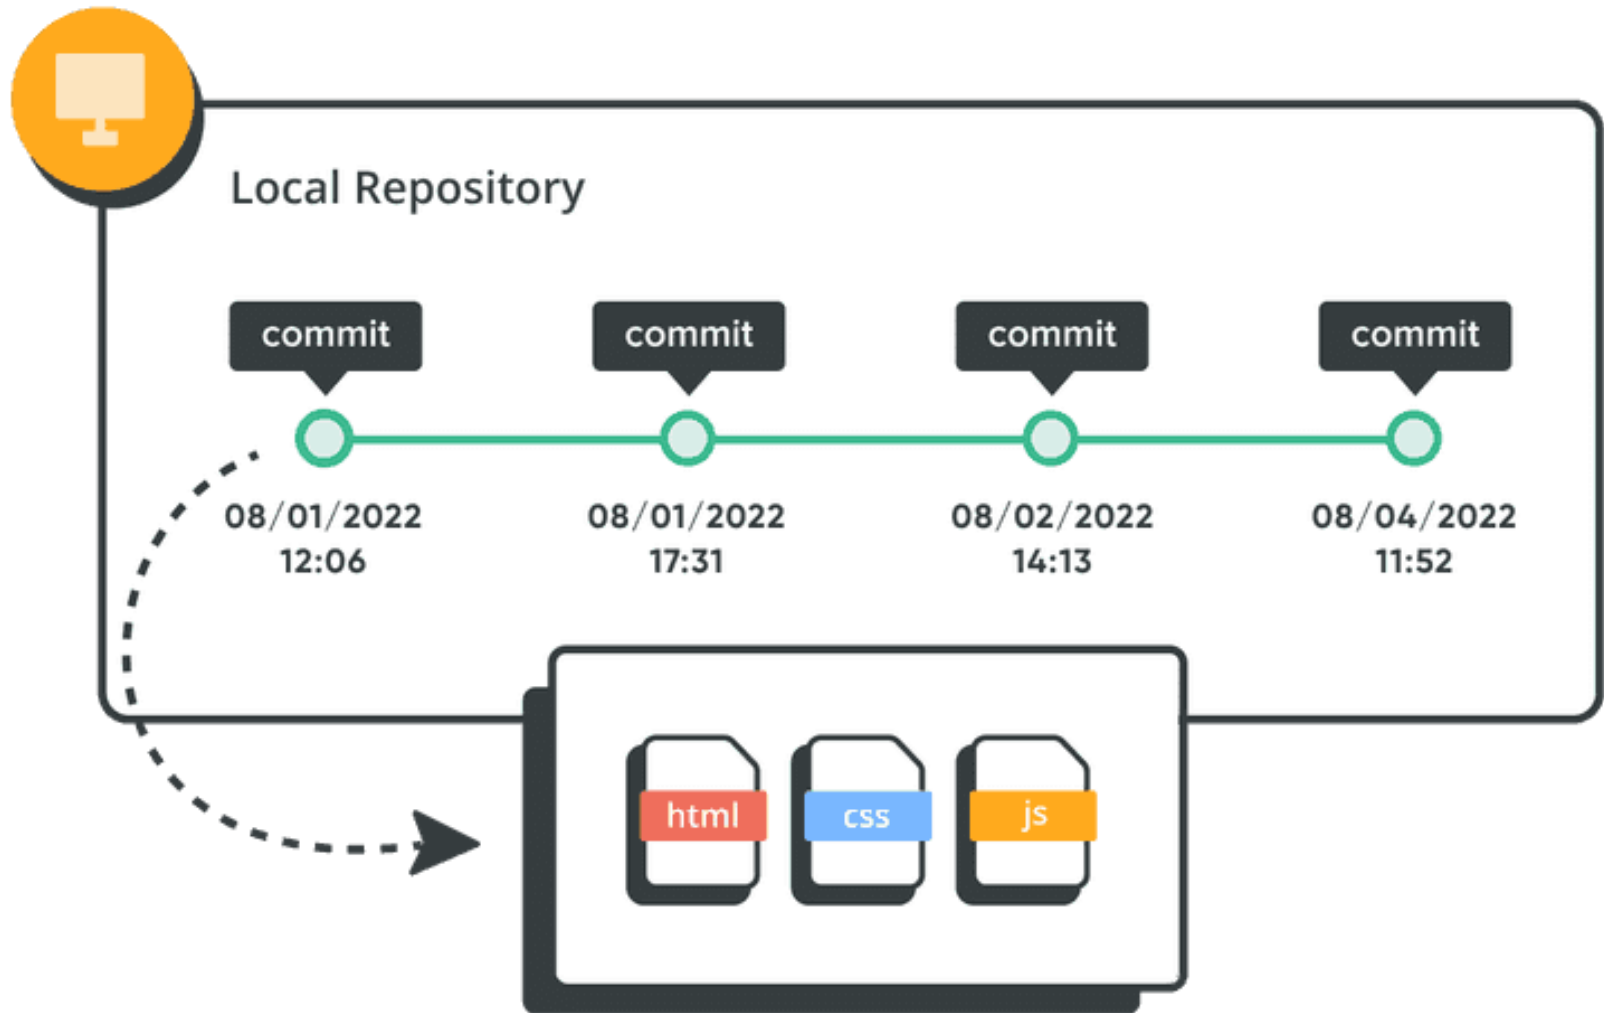 Local Repository
commit commit commit commit
08/01/2022 08/01/2022 08/02/2022 08/04/2022
12:06 17:31 14:13 11:52
html css js